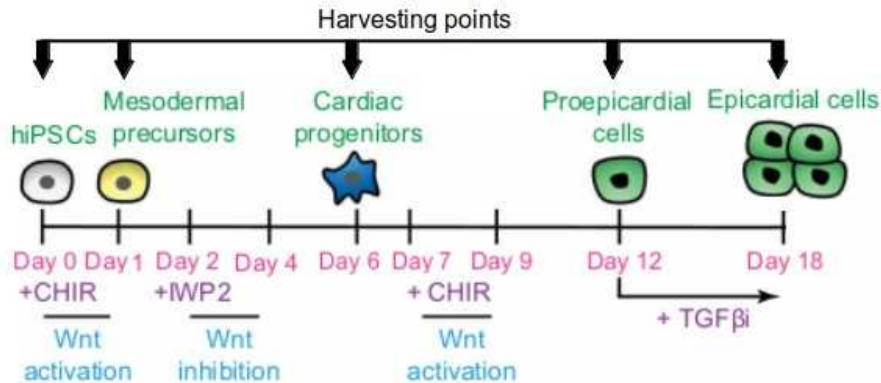 Harvesting points
hiPSCs
Mesodermal
precursors
Cardiac
progenitors
Proepicardial
cells
Epicardial cells
Day 0 Day 1 Day 2 Day 4 Day 6 Day 7 Day 9 Day 12 Day 18
+CHIR +IWP2 + CHIR
+ TGFβi
Wnt
activation
Wnt
inhibition
Wnt
activation